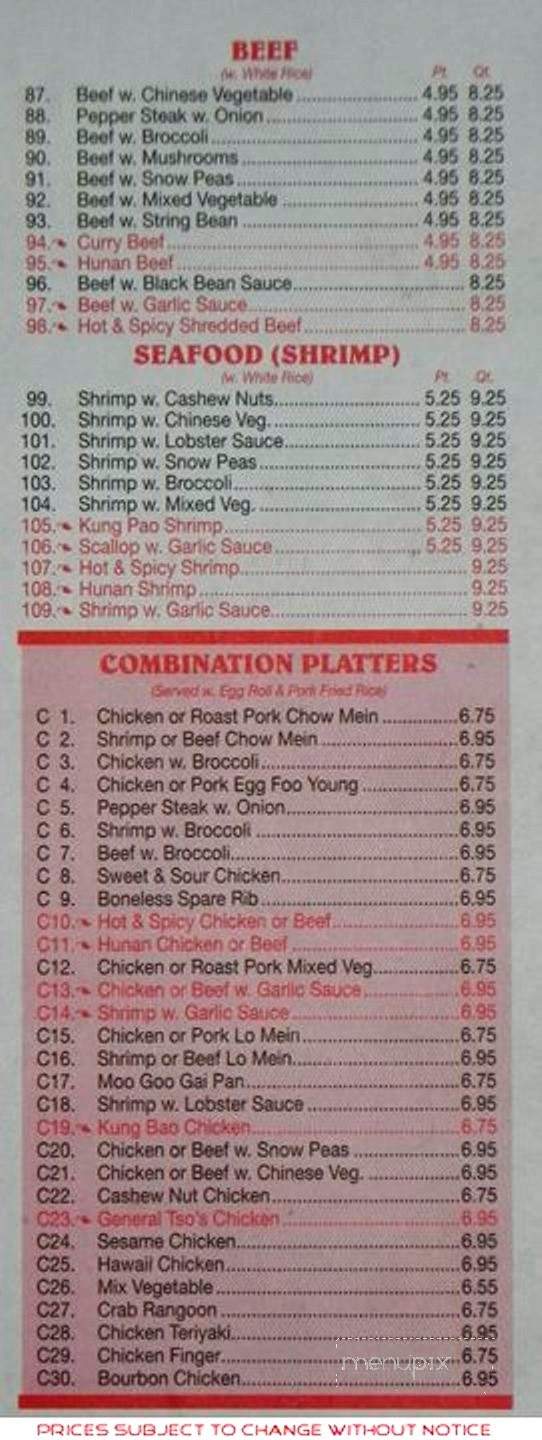 BEEF
(w. White Rice) Pt. Qt.
87. Beef w. Chinese Vegetable 4.95 8.25
88. Pepper Steak w. Onion 4.95 8.25
89. Beef w. Broccoli 4.95 8.25
90. Beef w. Mushrooms 4.95 8.25
91. Beef w. Snow Peas 4.95 8.25
92. Beef w. Mixed Vegetable 4.95 8.25
93. Beef w. String Bean 4.95 8.25
94. Curry Beef 4.95 8.25
95. Hunan Beef 4.95 8.25
96. Beef w. Black Bean Sauce 8.25
97. Beef w. Garlic Sauce 8.25
98. Hot & Spicy Shredded Beef 8.25
SEAFOOD (SHRIMP)
(w. White Rice) Pt. Qt.
99. Shrimp w. Cashew Nuts 5.25 9.25
100. Shrimp w. Chinese Veg. 5.25 9.25
101. Shrimp w. Lobster Sauce 5.25 9.25
102. Shrimp w. Snow Peas 5.25 9.25
103. Shrimp w. Broccoli 5.25 9.25
104. Shrimp w. Mixed Veg. 5.25 9.25
105. Kung Pao Shrimp 5.25 9.25
106. Scallop w. Garlic Sauce 5.25 9.25
107. Hot & Spicy Shrimp 9.25
108. Hunan Shrimp 9.25
109. Shrimp w. Garlic Sauce 9.25
COMBINATION PLATTERS
(Served w. Egg Roll & Pork Fried Rice)
C 1. Chicken or Roast Pork Chow Mein 6.75
C 2. Shrimp or Beef Chow Mein 6.95
C 3. Chicken w. Broccoli 6.75
C 4. Chicken or Pork Egg Foo Young 6.75
C 5. Pepper Steak w. Onion 6.95
C 6. Shrimp w. Broccoli 6.95
C 7. Beef w. Broccoli 6.95
C 8. Sweet & Sour Chicken 6.75
C 9. Boneless Spare Rib 6.95
C10. Hot & Spicy Chicken or Beef 6.95
C11. Hunan Chicken or Beef 6.95
C12. Chicken or Roast Pork Mixed Veg. 6.75
C13. Chicken or Beef w. Garlic Sauce 6.95
C14. Shrimp w. Garlic Sauce 6.95
C15. Chicken or Pork Lo Mein 6.75
C16. Shrimp or Beef Lo Mein 6.95
C17. Moo Goo Gai Pan 6.75
C18. Shrimp w. Lobster Sauce 6.95
C19. Kung Bao Chicken 6.75
C20. Chicken or Beef w. Snow Peas 6.95
C21. Chicken or Beef w. Chinese Veg. 6.95
C22. Cashew Nut Chicken 6.75
C23. General Tso's Chicken 6.95
C24. Sesame Chicken 6.95
C25. Hawaii Chicken 6.95
C26. Mix Vegetable 6.55
C27. Crab Rangoon 6.75
C28. Chicken Teriyaki 6.95
C29. Chicken Finger 6.75
menupix
C30. Bourbon Chicken 6.95
PRICES SUBJECT TO CHANGE WITHOUT NOTICE